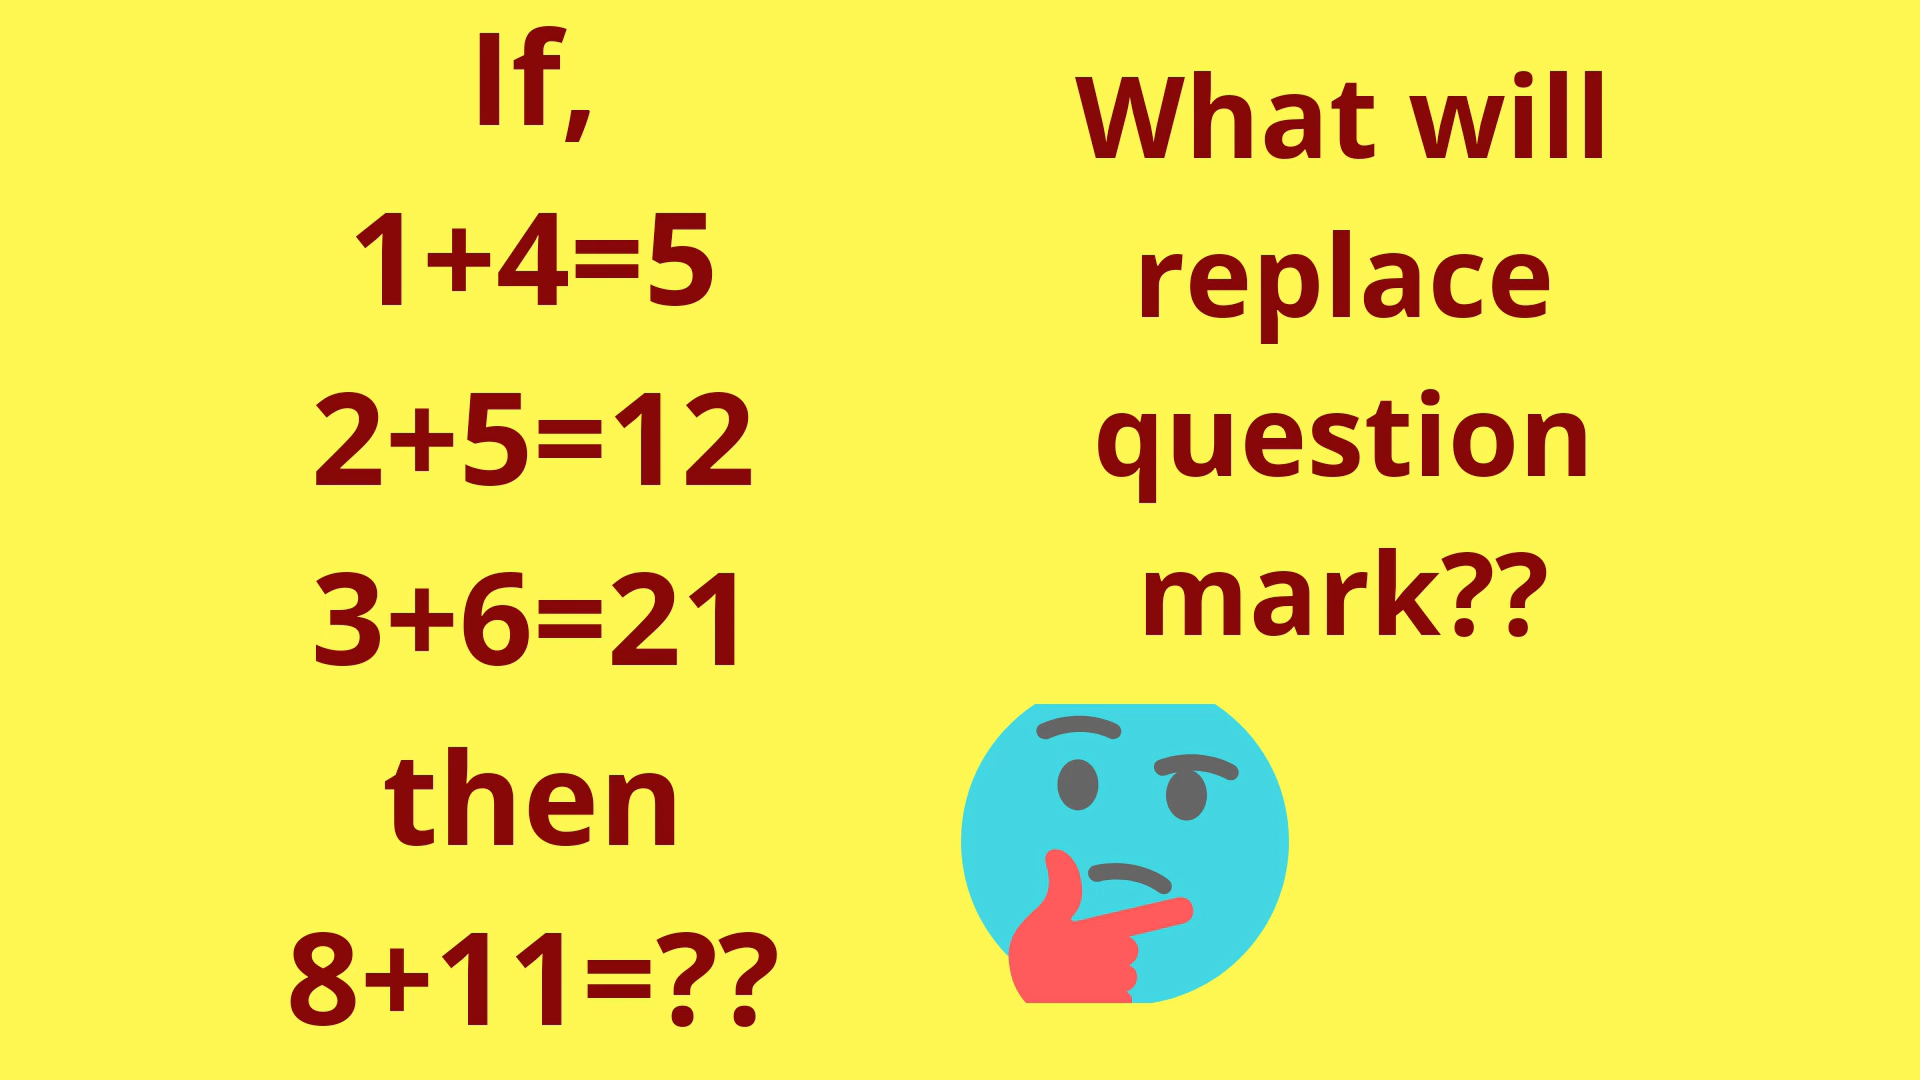 If,
1+4=5
2+5=12
3+6=21
then
8+11=??
What will
replace
question
mark??